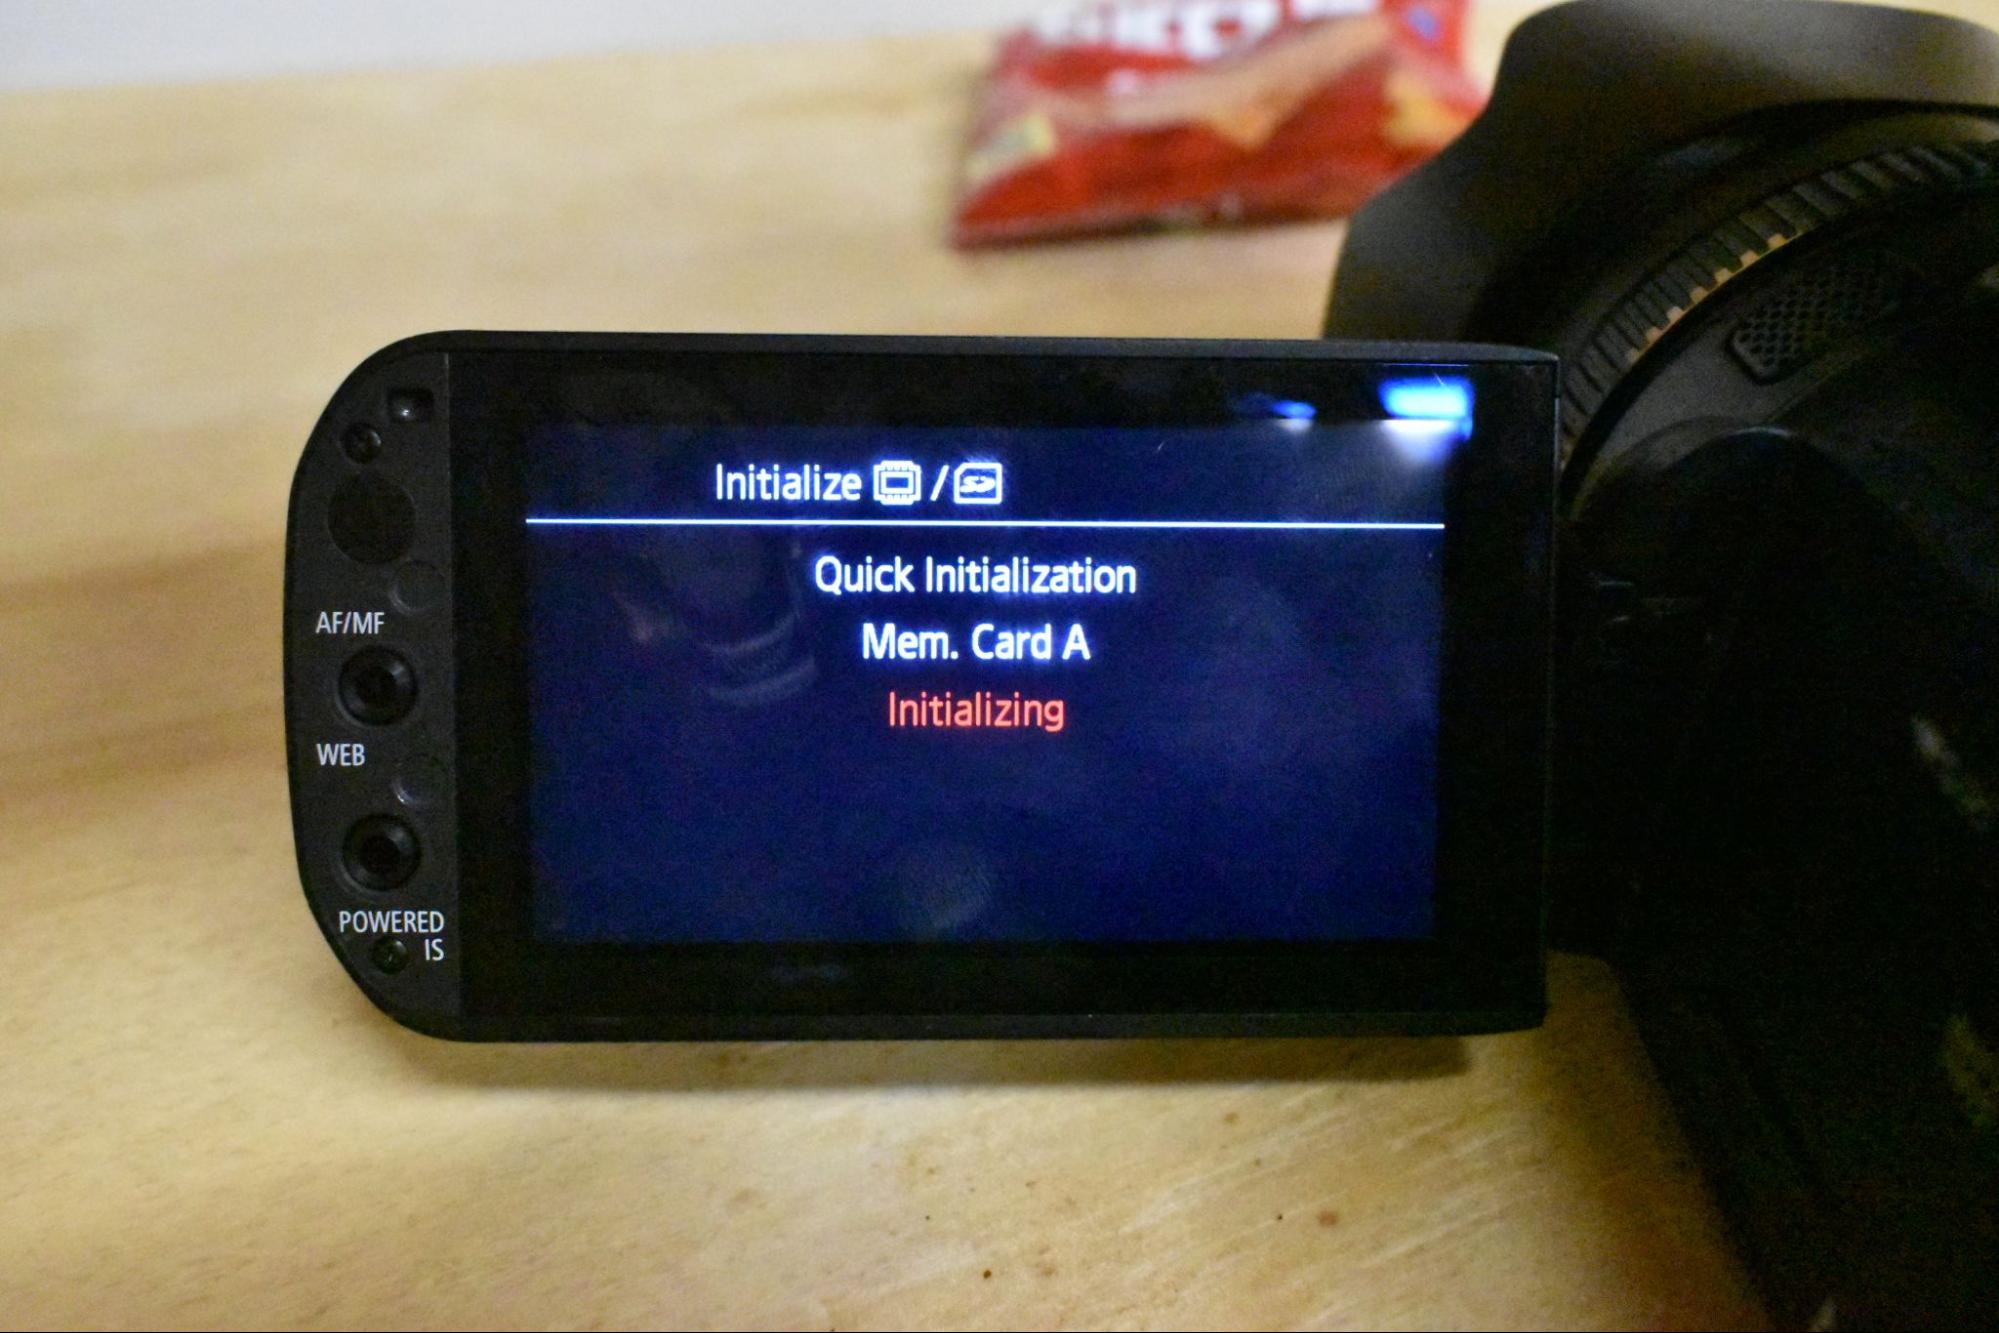 Initialize /
Quick Initialization
Mem. Card A
Initializing
AF/MF
WEB
POWERED
IS